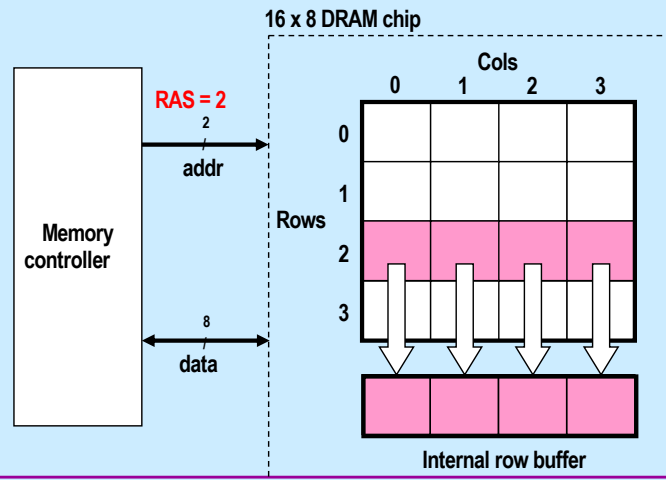 16 x 8 DRAM chip
Cols
0 1 2 3
RAS = 2
2
addr
0
1
Rows
2
3
Memory
controller
8
data
Internal row buffer